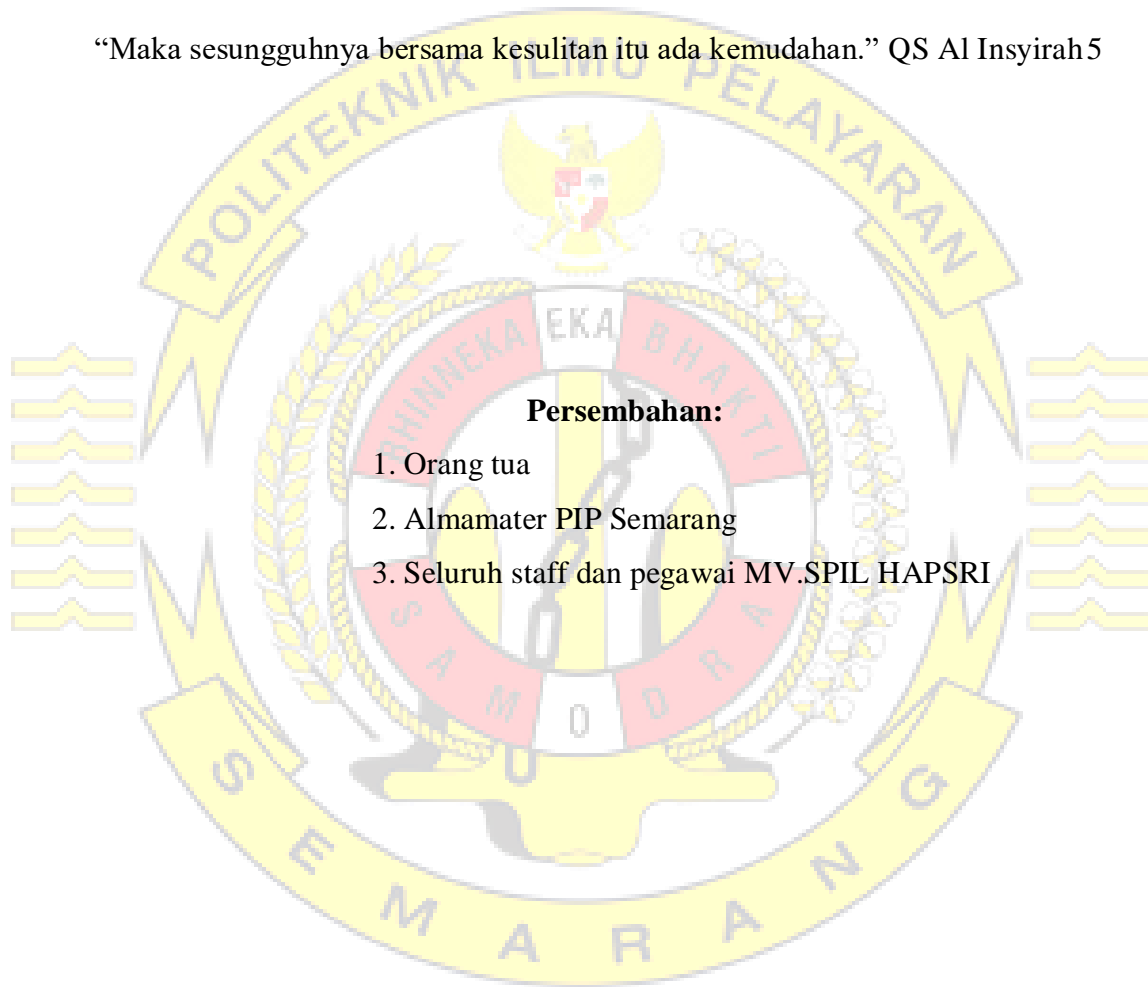 “Maka sesungguhnya bersama kesulitan itu ada kemudahan.” QS Al Insyirah 5
POLITEKNIK ILMU PELAYARAN
BHINNEKA EKA BHAKTI
Persembahan:
1. Orang tua
2. Almamater PIP Semarang
3. Seluruh staff dan pegawai MV.SPIL HAPSRI
SAMODRA
SEMARANG